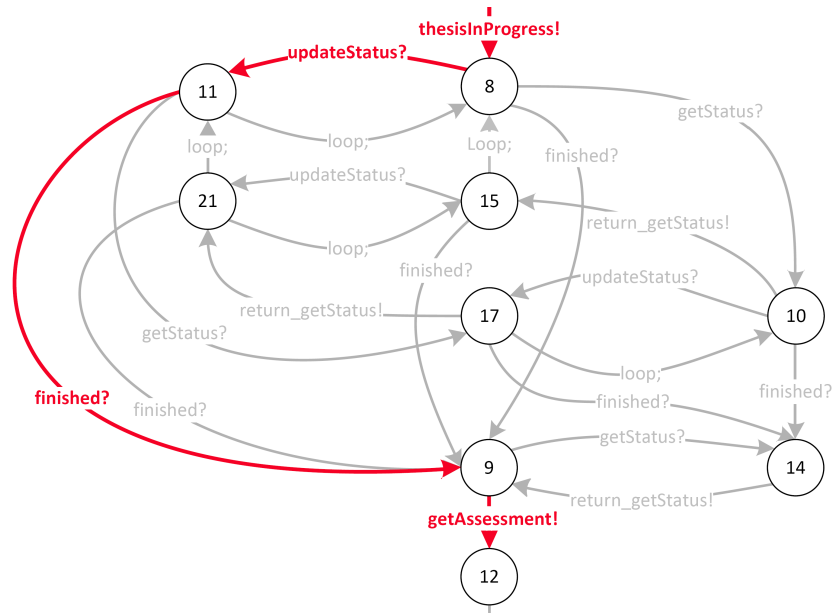 thesisInProgress!
updateStatus?
8
11
getStatus?
loop;
loop;
Loop;
finished?
updateStatus?
21
15
return_getStatus!
loop;
finished?
updateStatus?
return_getStatus!
17
10
getStatus?
loop;
finished?
finished?
finished?
finished?
getStatus?
9
14
return_getStatus!
getAssessment!
12